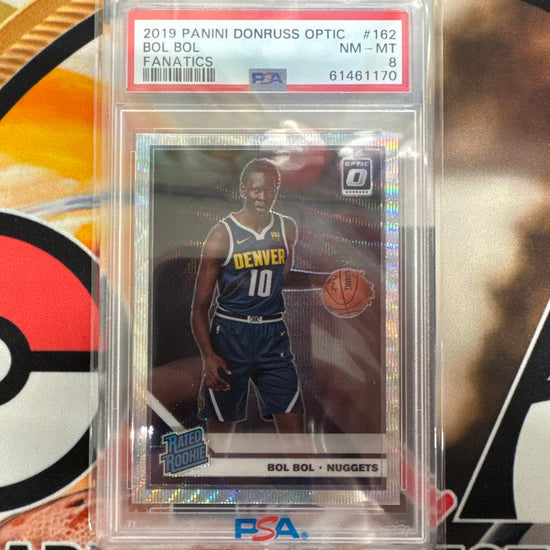 2019 PANINI DONRUSS OPTIC #162
BOL BOL NM-MT
FANATICS 8
PSA 61461170
OPTIC
DENVER
10
RATED
ROOKIE
BOL BOL · NUGGETS
PSA